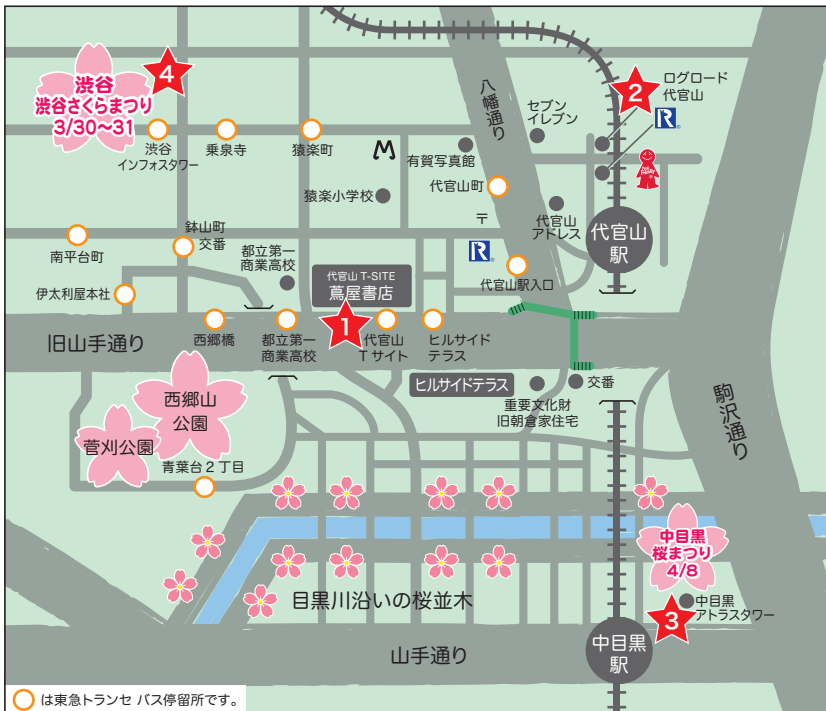 渋谷
渋谷さくらまつり
3/30〜31
4
八幡通り
2
ログロード
代官山
R
セブン
イレブン
渋谷
インフォスタワー
乗泉寺
猿楽町
有賀写真館
猿楽小学校
代官山町
〒
代官山
アドレス
代官山
駅
南平台町
鉢山町
交番
都立第一
商業高校
R
代官山駅入口
伊太利屋本社
代官山 T-SITE
蔦屋書店
1
旧山手通り
西郷橋
都立第一
商業高校
代官山
Tサイト
ヒルサイド
テラス
ヒルサイドテラス
交番
重要文化財
旧朝倉家住宅
駒沢通り
西郷山
公園
菅刈公園
青葉台2丁目
中目黒
桜まつり
4/8
目黒川沿いの桜並木
中目黒
アトラスタワー
3
中目黒
駅
山手通り
は東急トランセ バス停留所です。